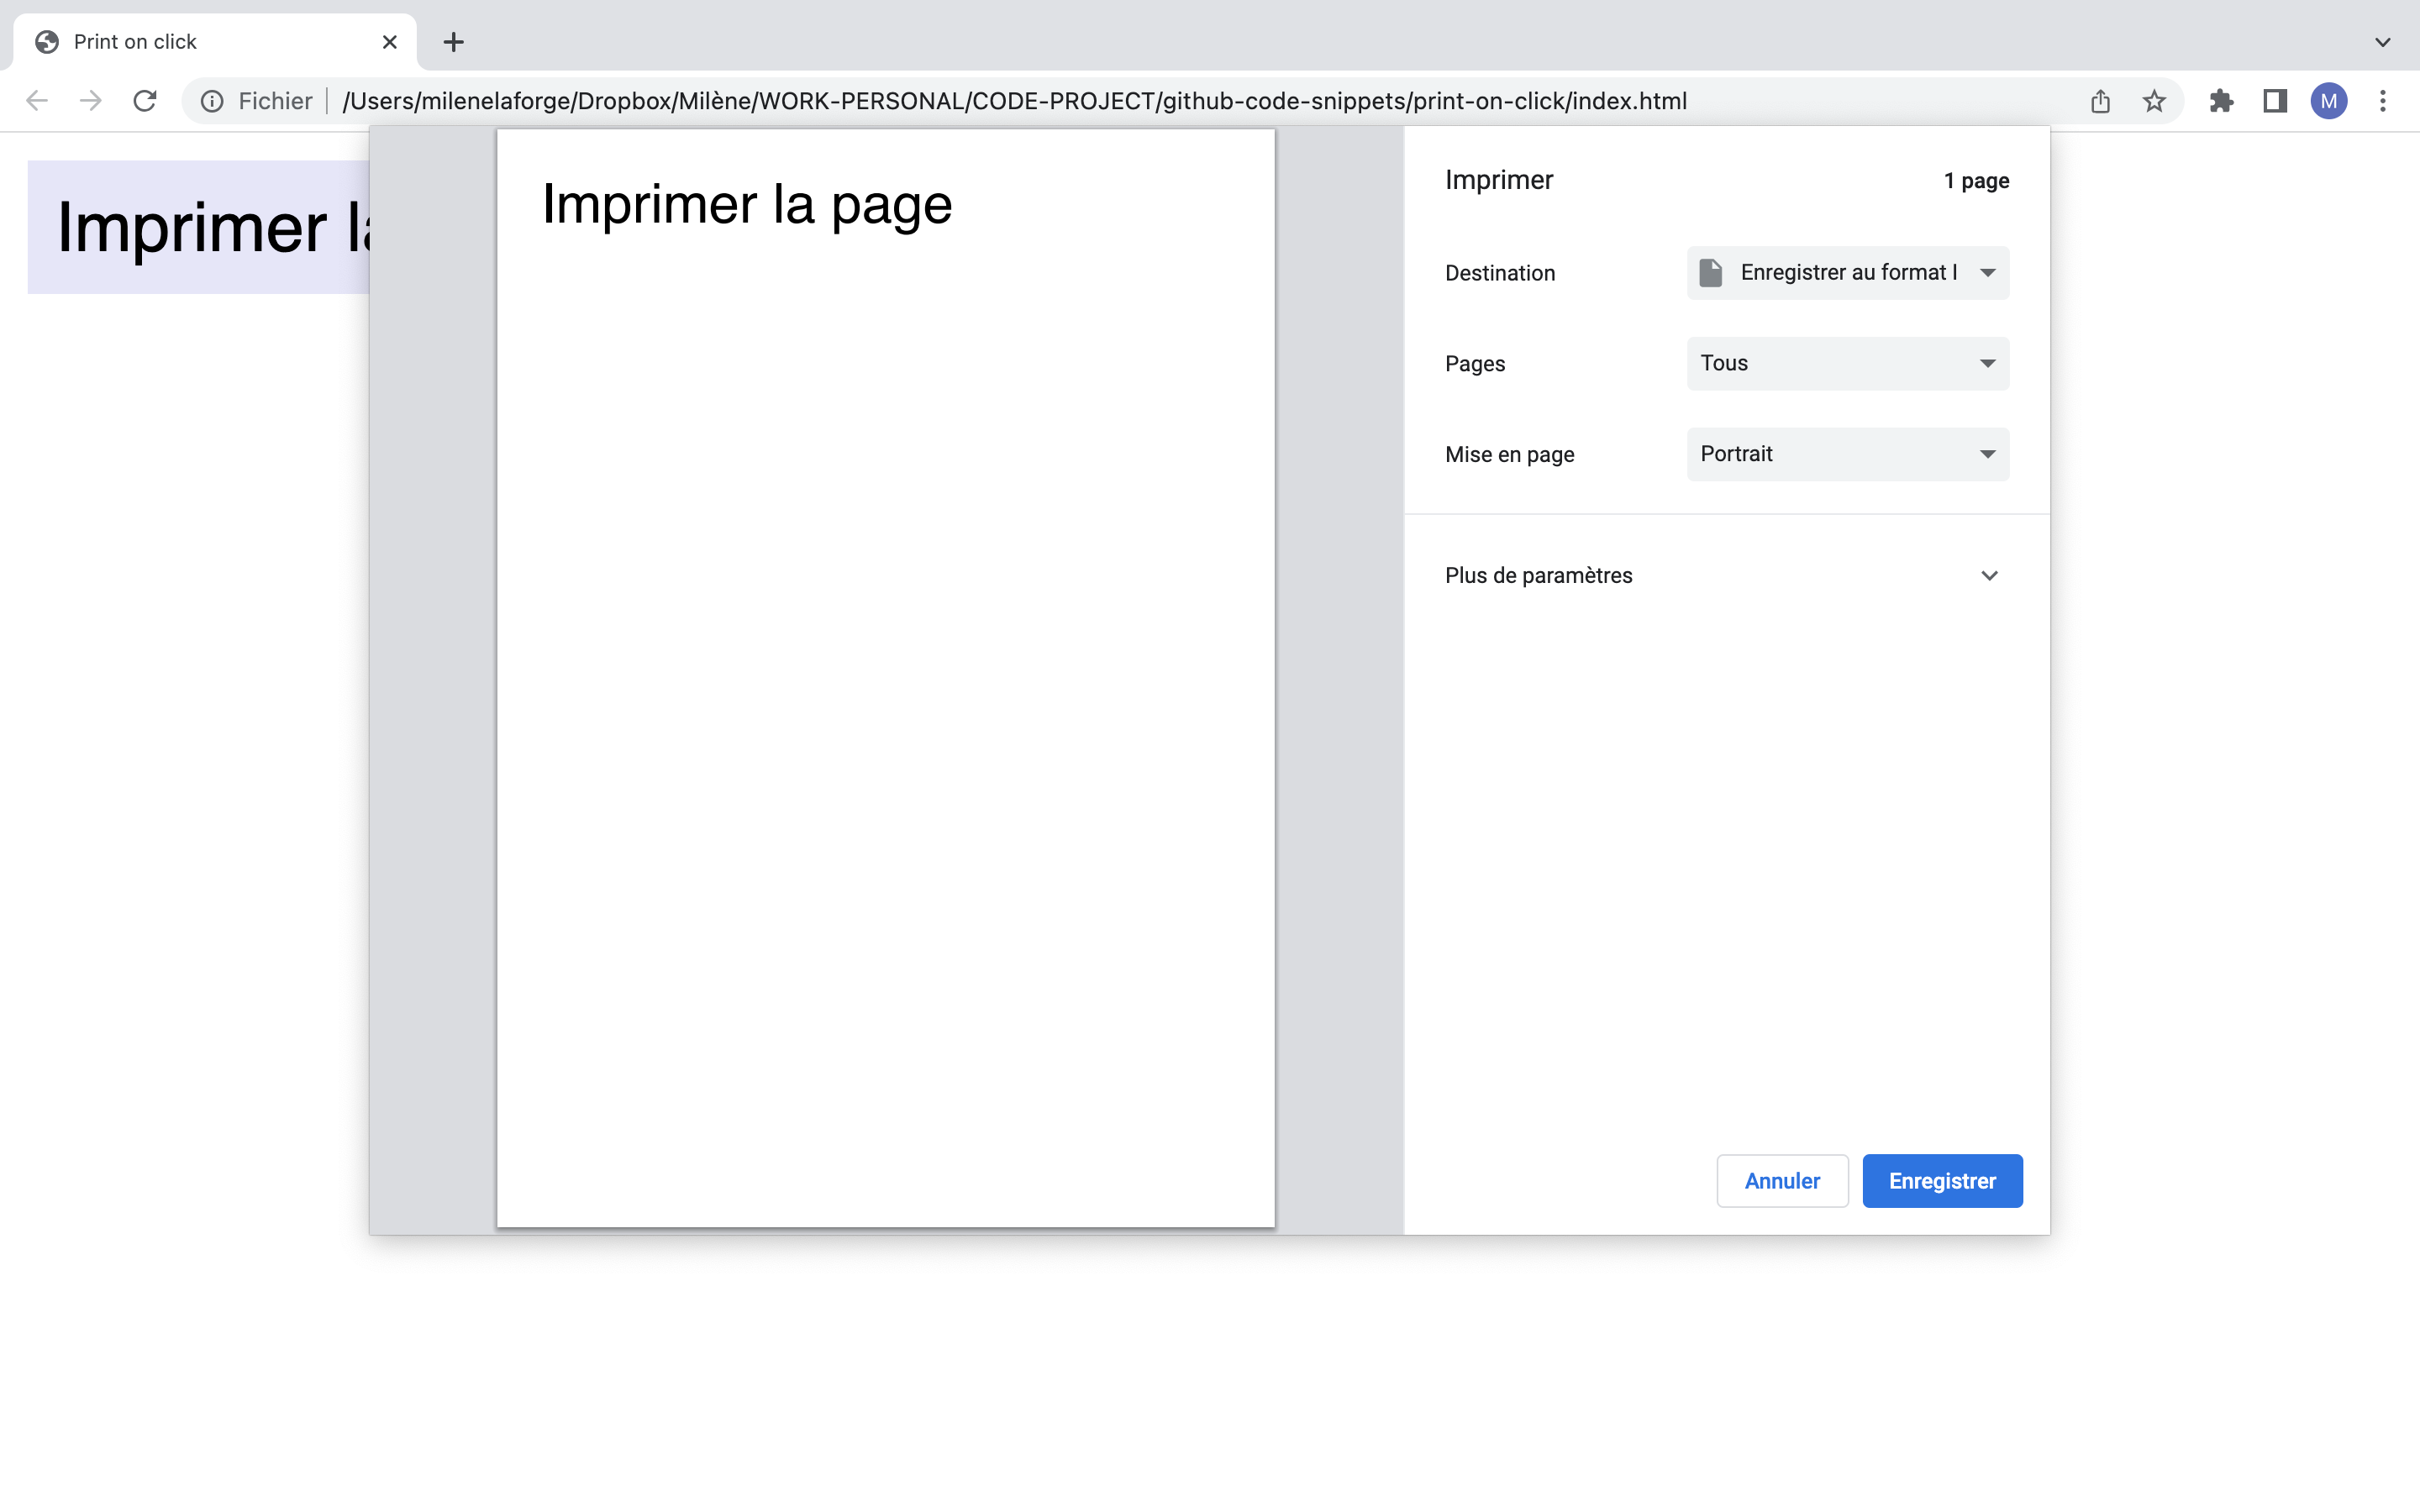 Print on click
Fichier /Users/milenelaforge/Dropbox/Milène/WORK-PERSONAL/CODE-PROJECT/github-code-snippets/print-on-click/index.html
M
Imprimer la
Imprimer la page
Imprimer 1 page
Destination Enregistrer au format
Pages Tous
Mise en page Portrait
Plus de paramètres
Annuler Enregistrer